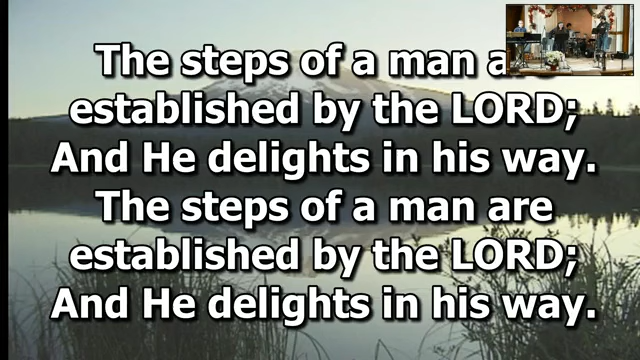 The steps of a man a
established by the LORD;
And He delights in his way.
The steps of a man are
established by the LORD;
And He delights in his way.